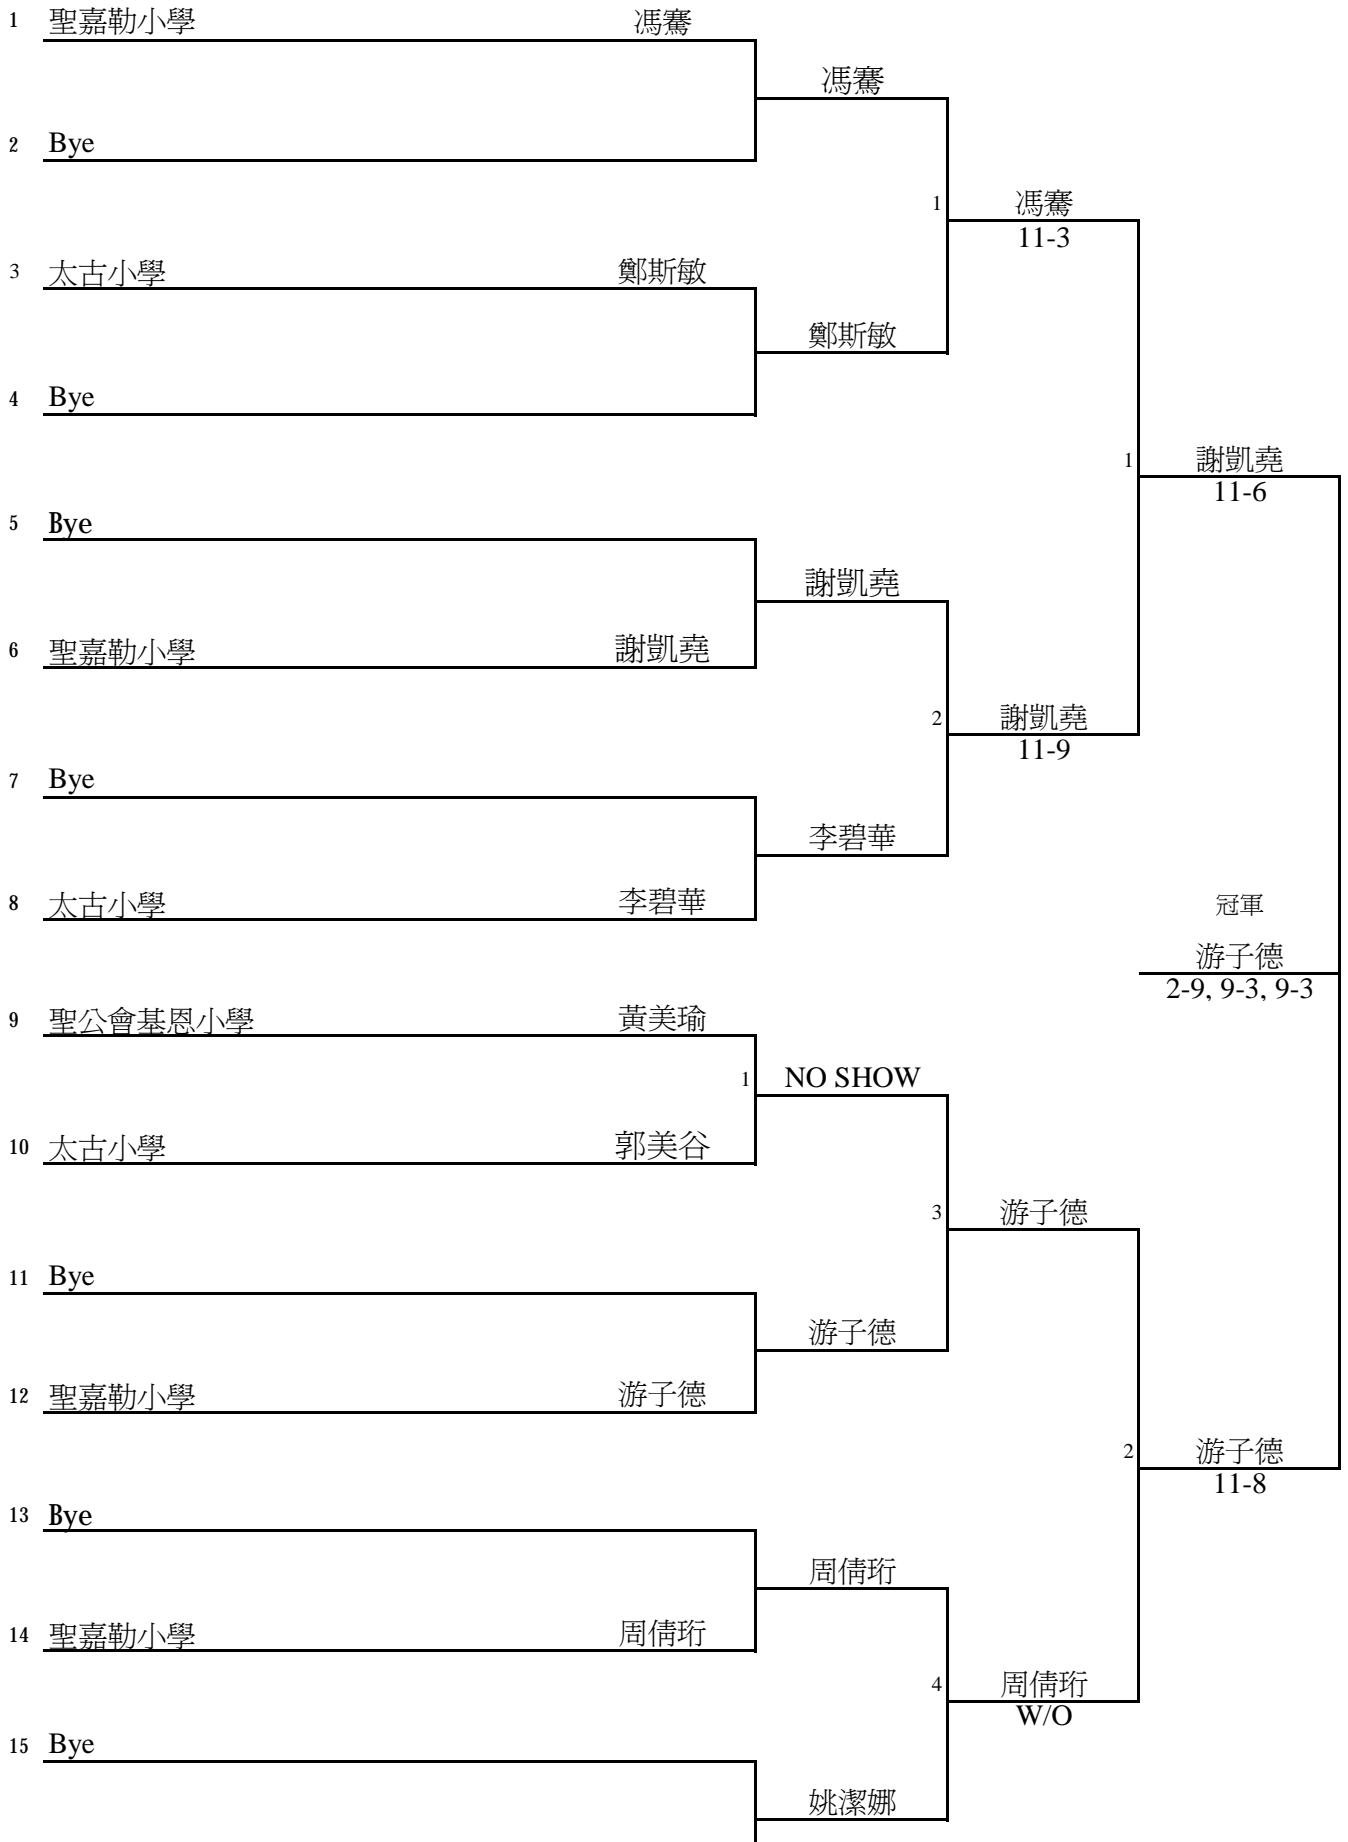 1 聖嘉勒小學 馮騫
馮騫
2 Bye
1 馮騫
11-3
3 太古小學 鄭斯敏
鄭斯敏
4 Bye
1 謝凱堯
11-6
5 Bye
謝凱堯
6 聖嘉勒小學 謝凱堯
2 謝凱堯
11-9
7 Bye
李碧華
8 太古小學 李碧華
冠軍
游子德
2-9, 9-3, 9-3
9 聖公會基恩小學 黃美瑜
1 NO SHOW
10 太古小學 郭美谷
3 游子德
11 Bye
游子德
12 聖嘉勒小學 游子德
2 游子德
11-8
13 Bye
周倩珩
14 聖嘉勒小學 周倩珩
4 周倩珩
W/O
15 Bye
姚潔娜